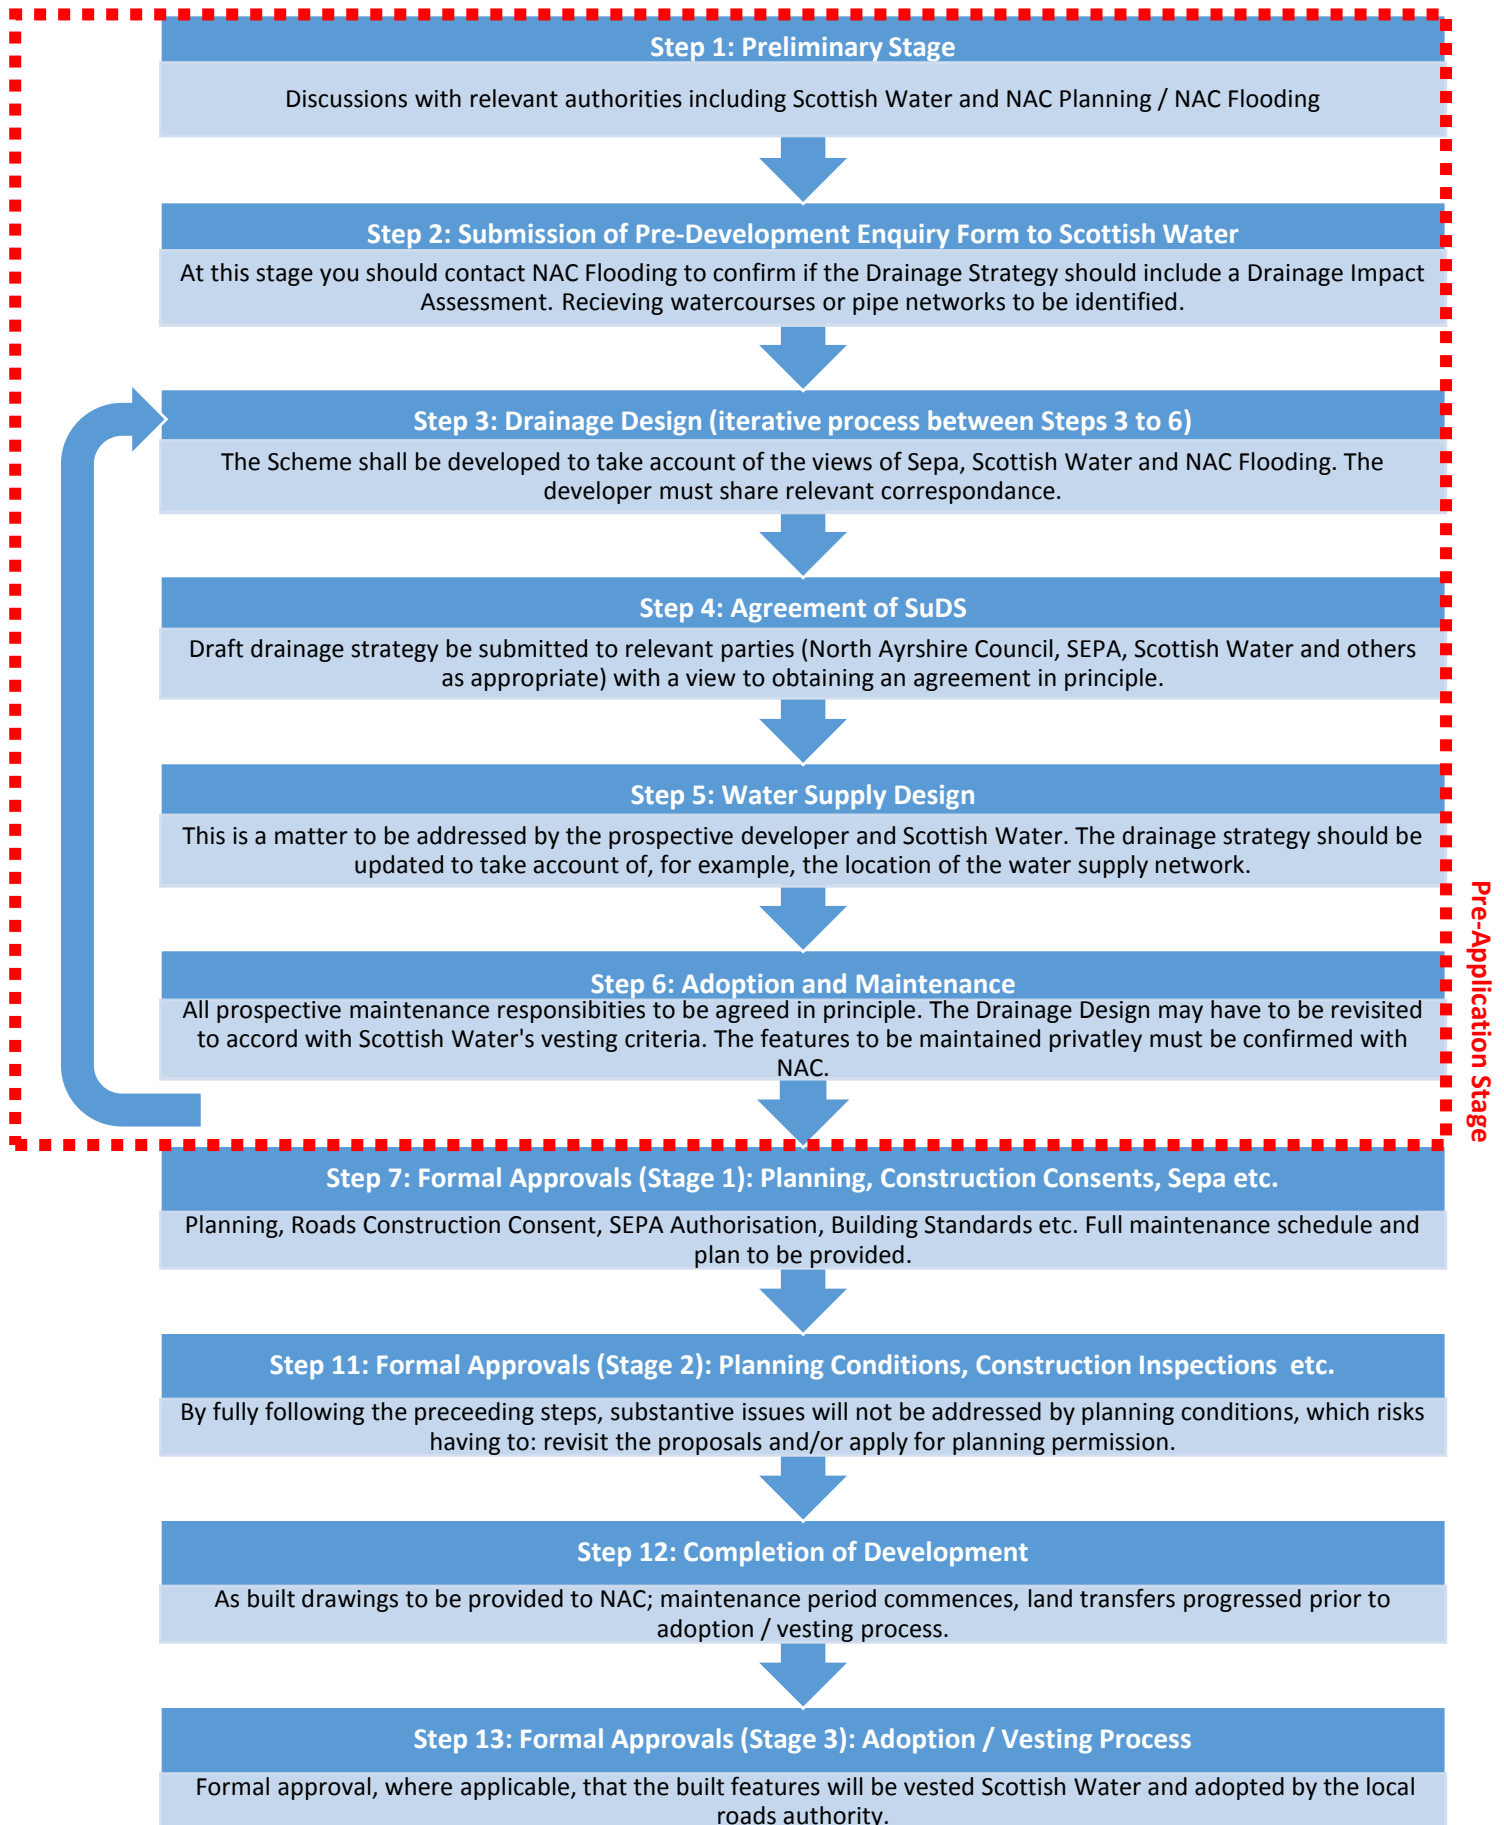 Step 1: Preliminary Stage
Discussions with relevant authorities including Scottish Water and NAC Planning / NAC Flooding
Step 2: Submission of Pre-Development Enquiry Form to Scottish Water
At this stage you should contact NAC Flooding to confirm if the Drainage Strategy should include a Drainage Impact
Assessment. Recieving watercourses or pipe networks to be identified.
Step 3: Drainage Design (iterative process between Steps 3 to 6)
The Scheme shall be developed to take account of the views of Sepa, Scottish Water and NAC Flooding. The
developer must share relevant correspondance.
Step 4: Agreement of SuDS
Draft drainage strategy be submitted to relevant parties (North Ayrshire Council, SEPA, Scottish Water and others
as appropriate) with a view to obtaining an agreement in principle.
Step 5: Water Supply Design
This is a matter to be addressed by the prospective developer and Scottish Water. The drainage strategy should be
updated to take account of, for example, the location of the water supply network.
Step 6: Adoption and Maintenance
All prospective maintenance responsibities to be agreed in principle. The Drainage Design may have to be revisited
to accord with Scottish Water's vesting criteria. The features to be maintained privatley must be confirmed with
NAC.
Pre-Application Stage
Step 7: Formal Approvals (Stage 1): Planning, Construction Consents, Sepa etc.
Planning, Roads Construction Consent, SEPA Authorisation, Building Standards etc. Full maintenance schedule and
plan to be provided.
Step 11: Formal Approvals (Stage 2): Planning Conditions, Construction Inspections  etc.
By fully following the preceeding steps, substantive issues will not be addressed by planning conditions, which risks
having to: revisit the proposals and/or apply for planning permission.
Step 12: Completion of Development
As built drawings to be provided to NAC; maintenance period commences, land transfers progressed prior to
adoption / vesting process.
Step 13: Formal Approvals (Stage 3): Adoption / Vesting Process
Formal approval, where applicable, that the built features will be vested Scottish Water and adopted by the local
roads authority.